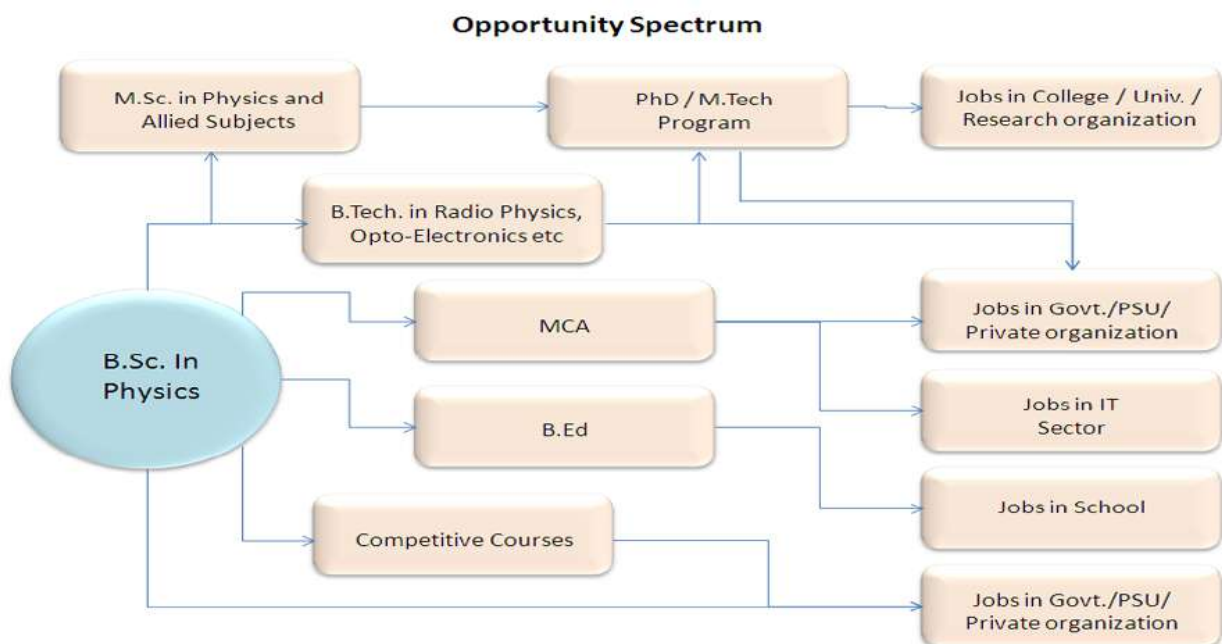 Opportunity Spectrum
M.Sc. in Physics and
Allied Subjects
PhD / M.Tech
Program
Jobs in College / Univ. /
Research organization
B.Tech. in Radio Physics,
Opto-Electronics etc
MCA
Jobs in Govt./PSU/
Private organization
B.Sc. In
Physics
Jobs in IT
Sector
B.Ed
Jobs in School
Competitive Courses
Jobs in Govt./PSU/
Private organization